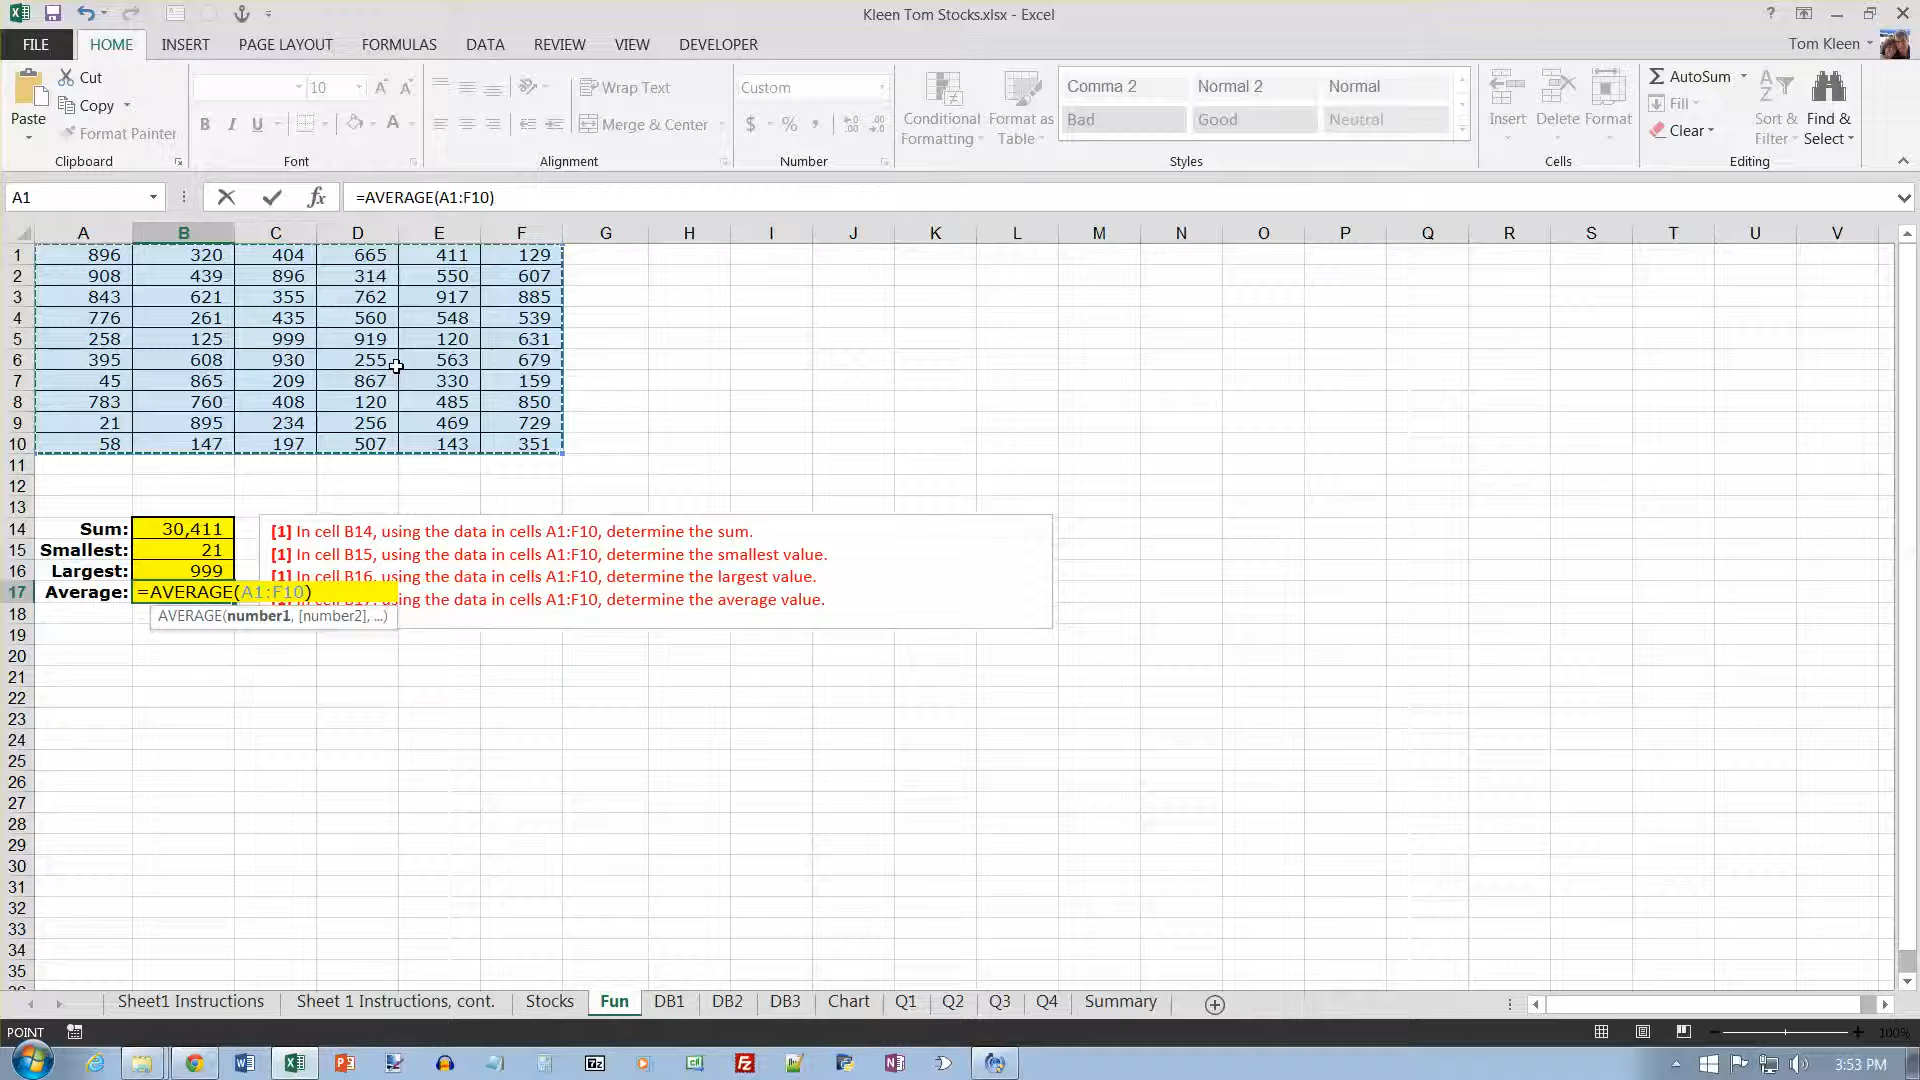 Kleen Tom Stocks.xlsx - Excel
FILE HOME INSERT PAGE LAYOUT FORMULAS DATA REVIEW VIEW DEVELOPER Tom Kleen
Paste Cut Copy Format Painter Clipboard
10 B I U Font
Wrap Text Merge & Center Alignment
Custom $ % Number
Conditional Formatting Format as Table Comma 2 Normal 2 Normal Bad Good Neutral Styles
Insert Delete Format Cells
AutoSum Fill Clear Sort & Filter Find & Select Editing
A1 fx =AVERAGE(A1:F10)
A B C D E F G H I J K L M N O P Q R S T U V
1 896 320 404 665 411 129
2 908 439 896 314 550 607
3 843 621 355 762 917 885
4 776 261 435 560 548 539
5 258 125 999 919 120 631
6 395 608 930 255 563 679
7 45 865 209 867 330 159
8 783 760 408 120 485 850
9 21 895 234 256 469 729
10 58 147 197 507 143 351
11
12
13
14 Sum: 30,411 [1] In cell B14, using the data in cells A1:F10, determine the sum.
15 Smallest: 21 [1] In cell B15, using the data in cells A1:F10, determine the smallest value.
16 Largest: 999 [1] In cell B16, using the data in cells A1:F10, determine the largest value.
17 Average: =AVERAGE(A1:F10) using the data in cells A1:F10, determine the average value.
18 AVERAGE(number1, [number2], ...)
19
20
21
22
23
24
25
26
27
28
29
30
31
32
33
34
35
Sheet1 Instructions Sheet 1 Instructions, cont. Stocks Fun DB1 DB2 DB3 Chart Q1 Q2 Q3 Q4 Summary
POINT 100%
3:53 PM